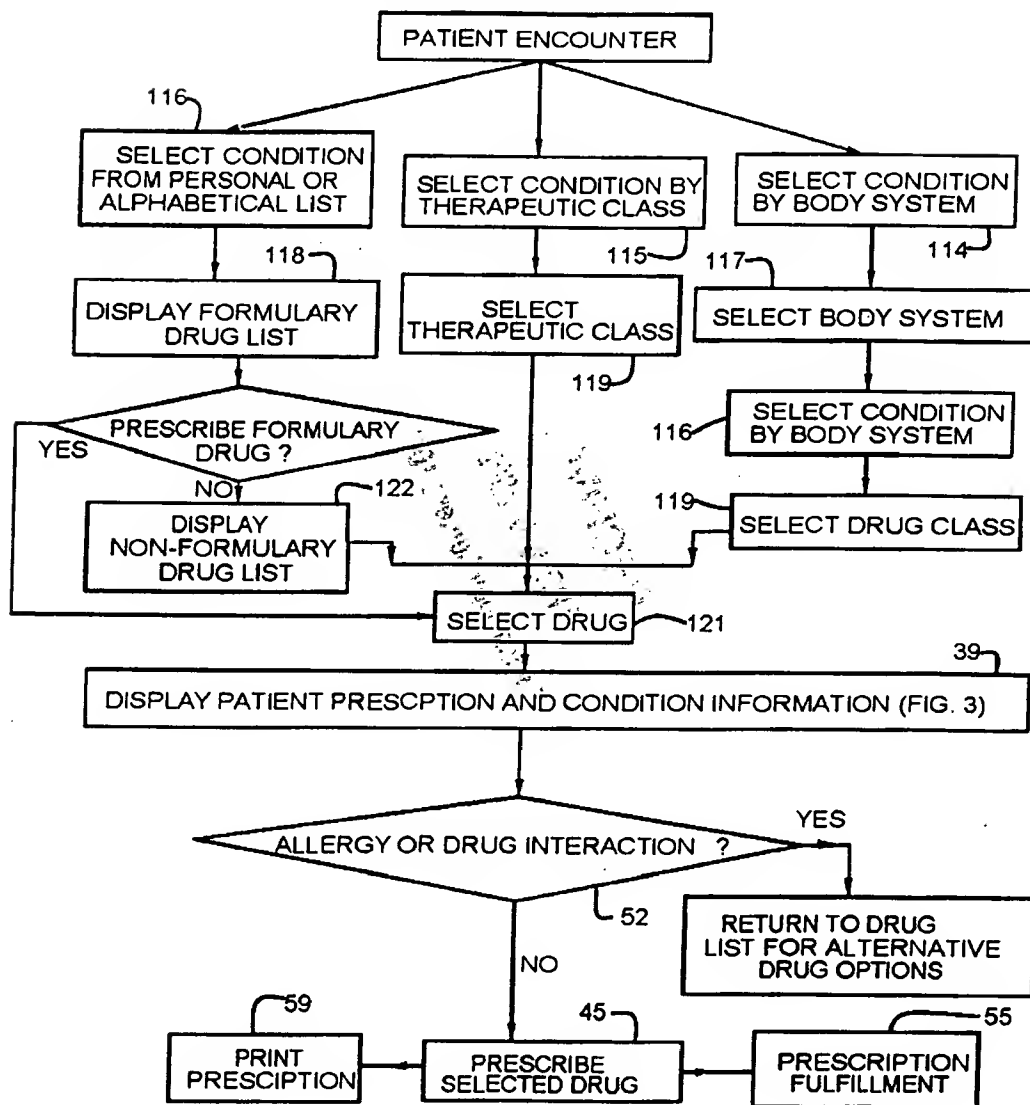 PATIENT ENCOUNTER
116
SELECT CONDITION
FROM PERSONAL OR
ALPHABETICAL LIST
SELECT CONDITION BY
THERAPEUTIC CLASS
115
SELECT CONDITION
BY BODY SYSTEM
114
118
DISPLAY FORMULARY
DRUG LIST
SELECT
THERAPEUTIC CLASS
119
117
SELECT BODY SYSTEM
PRESCRIBE FORMULARY
DRUG ?
YES
NO
116
SELECT CONDITION
BY BODY SYSTEM
122
DISPLAY
NON-FORMULARY
DRUG LIST
119
SELECT DRUG CLASS
SELECT DRUG
121
39
DISPLAY PATIENT PRESCPTION AND CONDITION INFORMATION (FIG. 3)
ALLERGY OR DRUG INTERACTION ?
YES
52
NO
RETURN TO DRUG
LIST FOR ALTERNATIVE
DRUG OPTIONS
59
PRINT
PRESCIPTION
45
PRESCRIBE
SELECTED DRUG
55
PRESCRIPTION
FULFILLMENT